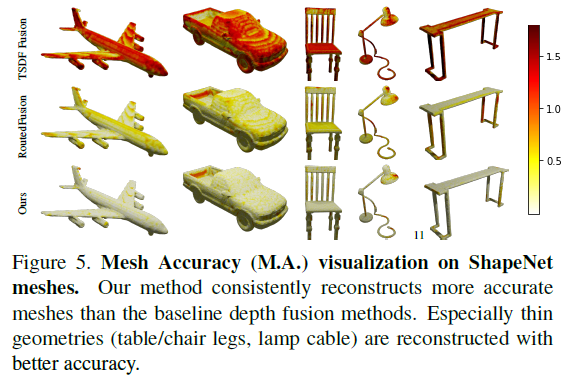 TSDF Fusion
1.5
RoutedFusion
1.0
0.5
Ours
11
Figure 5. Mesh Accuracy (M.A.) visualization on ShapeNet
meshes. Our method consistently reconstructs more accurate
meshes than the baseline depth fusion methods. Especially thin
geometries (table/chair legs, lamp cable) are reconstructed with
better accuracy.